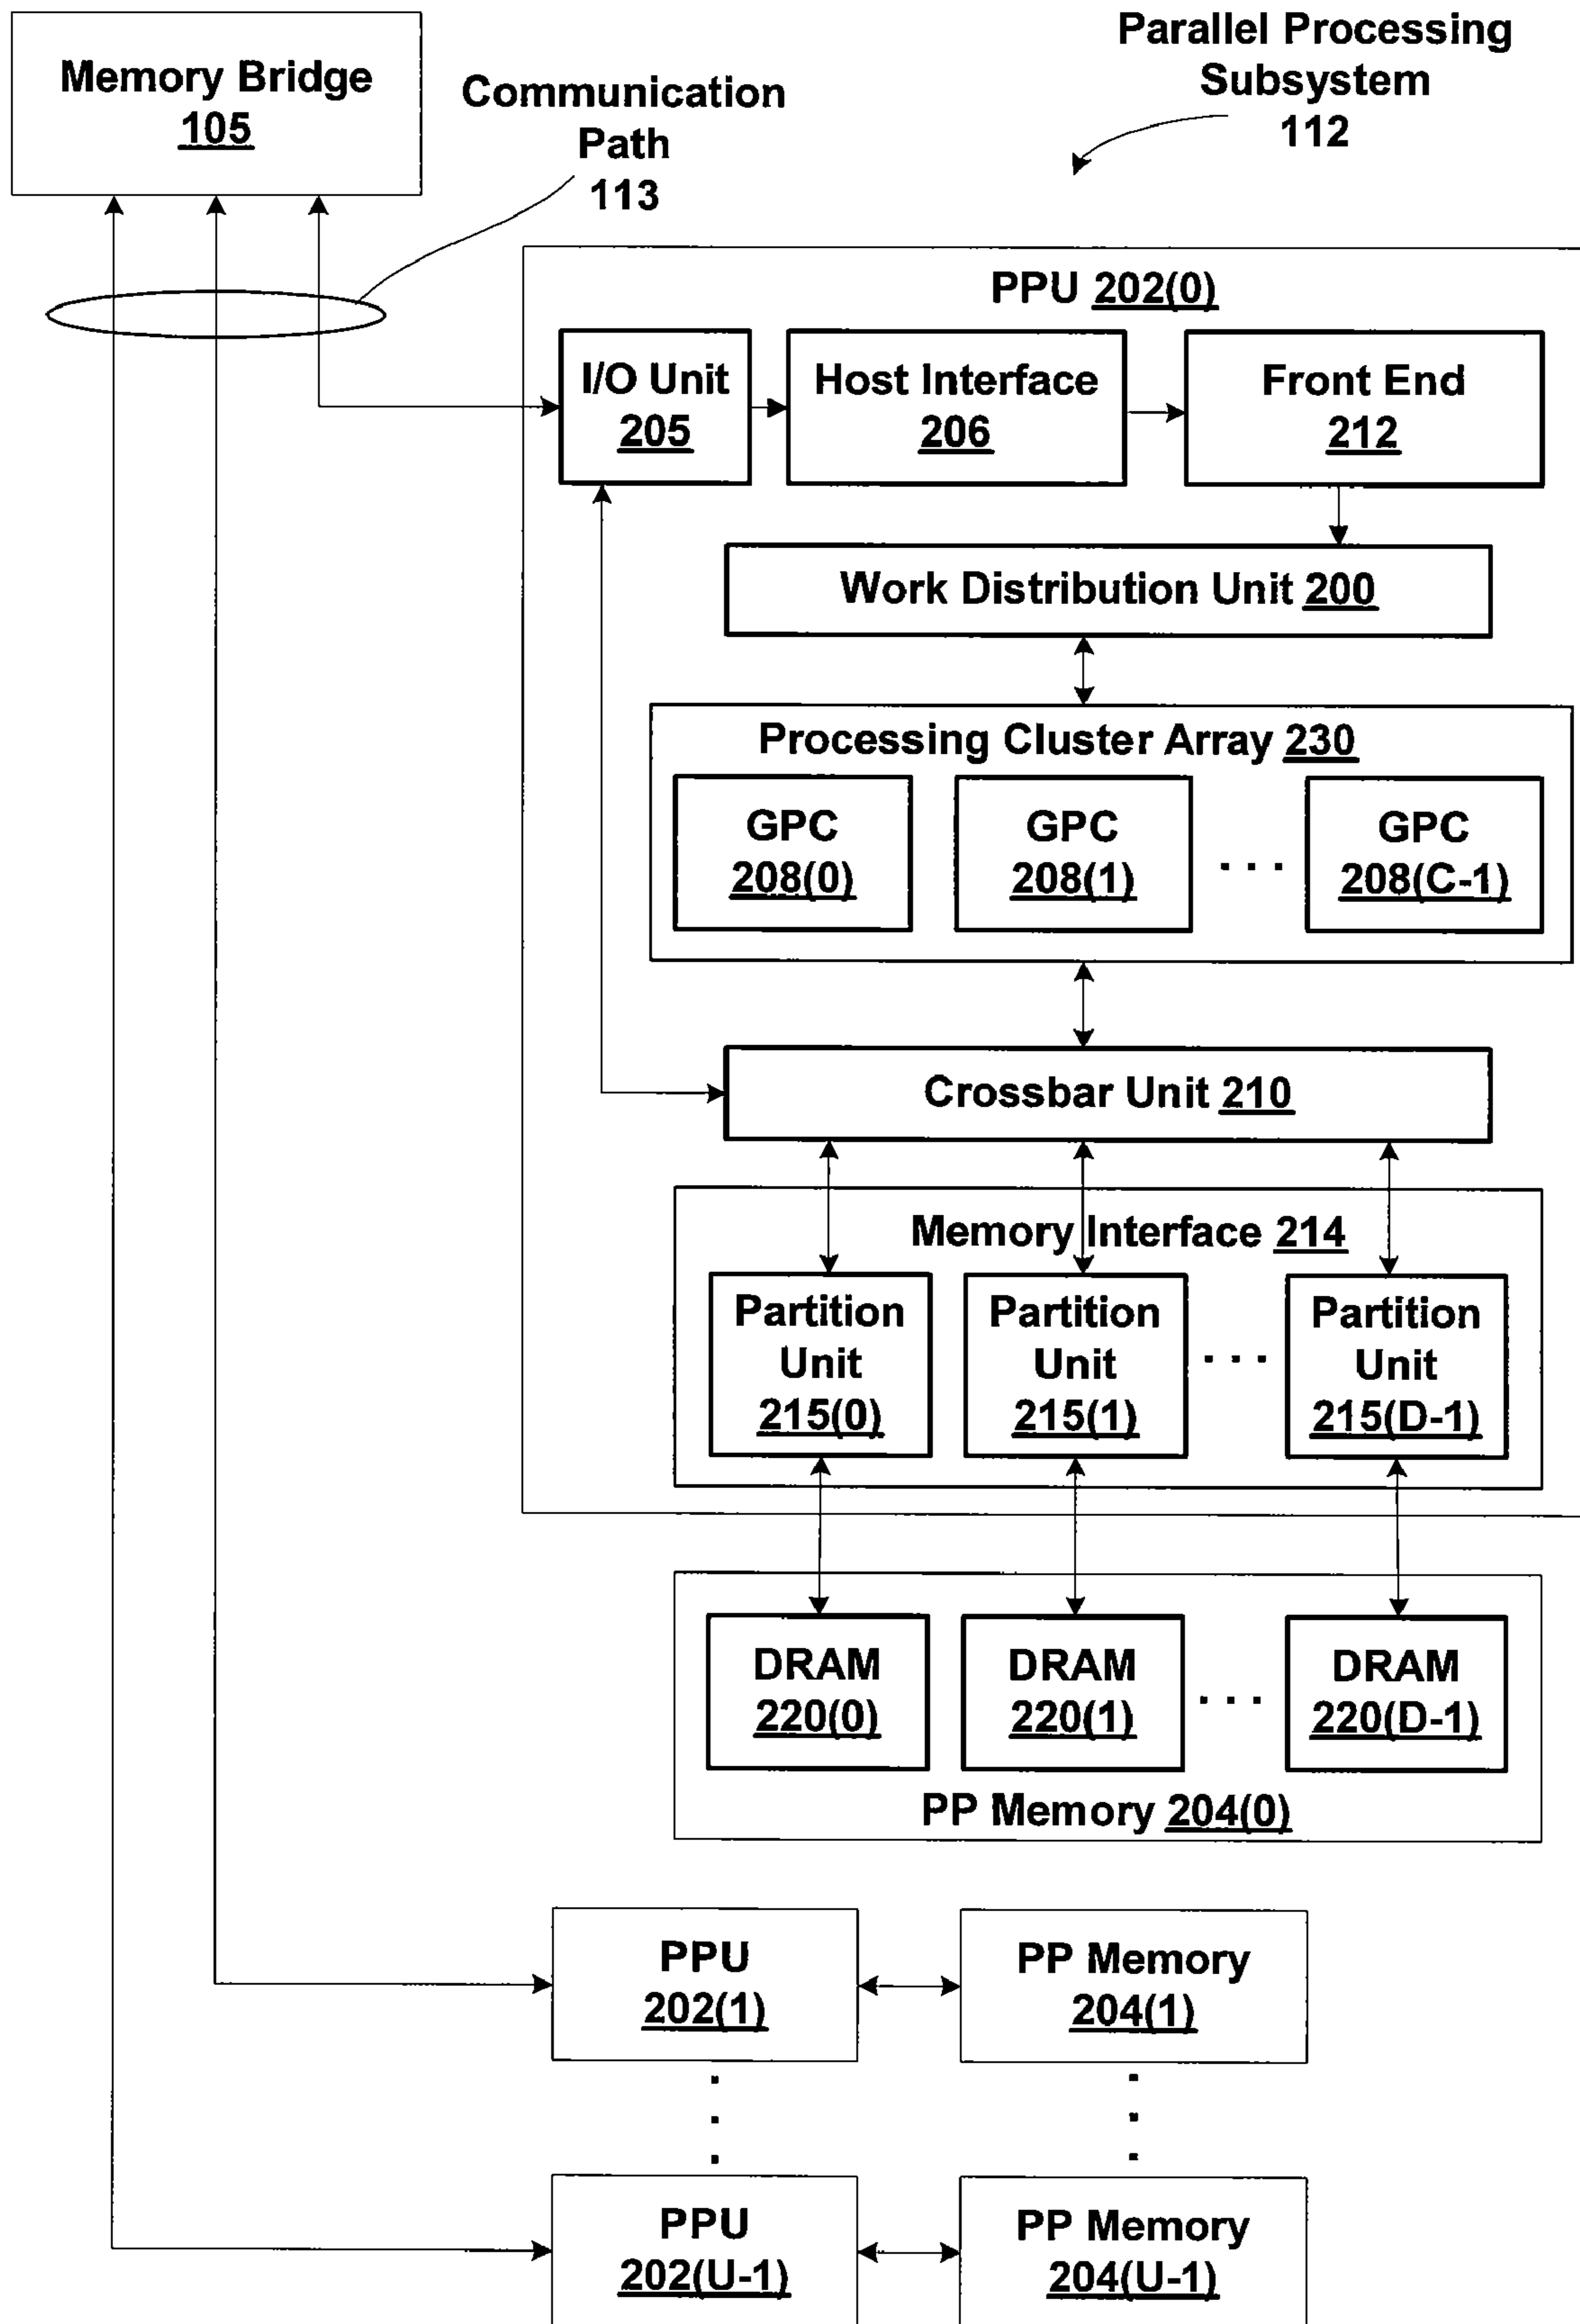 Memory Bridge
105
Communication
Path
113
Parallel Processing
Subsystem
112
PPU 202(0)
I/O Unit
205
Host Interface
206
Front End
212
Work Distribution Unit 200
Processing Cluster Array 230
GPC
208(0)
GPC
208(1)
. . .
GPC
208(C-1)
Crossbar Unit 210
Memory Interface 214
Partition
Unit
215(0)
Partition
Unit
215(1)
. . .
Partition
Unit
215(D-1)
DRAM
220(0)
DRAM
220(1)
. . .
DRAM
220(D-1)
PP Memory 204(0)
PPU
202(1)
PP Memory
204(1)
PPU
202(U-1)
PP Memory
204(U-1)